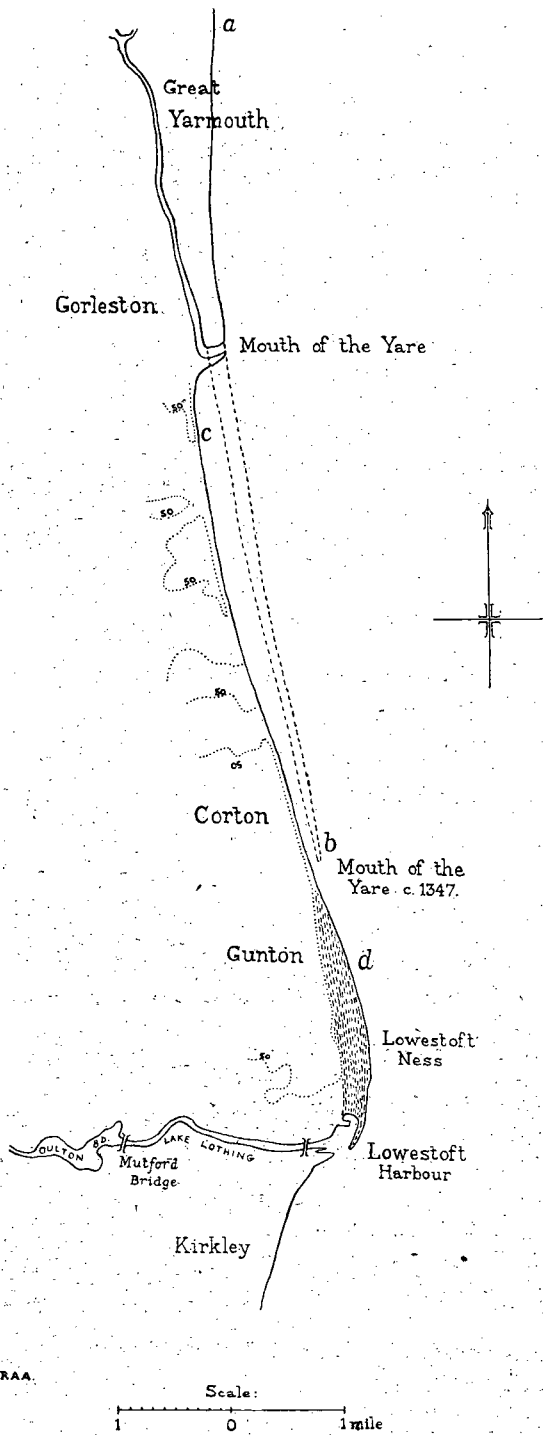 a
Great
Yarmouth
Gorleston
Mouth of the Yare
50
c
50
50
50
50
Corton
b
Mouth of the
Yare c. 1347.
Gunton
d
Lowestoft
Ness
50
OULTON BD.
LAKE LOTHING
Mutford
Bridge
Lowestoft
Harbour
Kirkley
RAA.
Scale:
1 0 1 mile